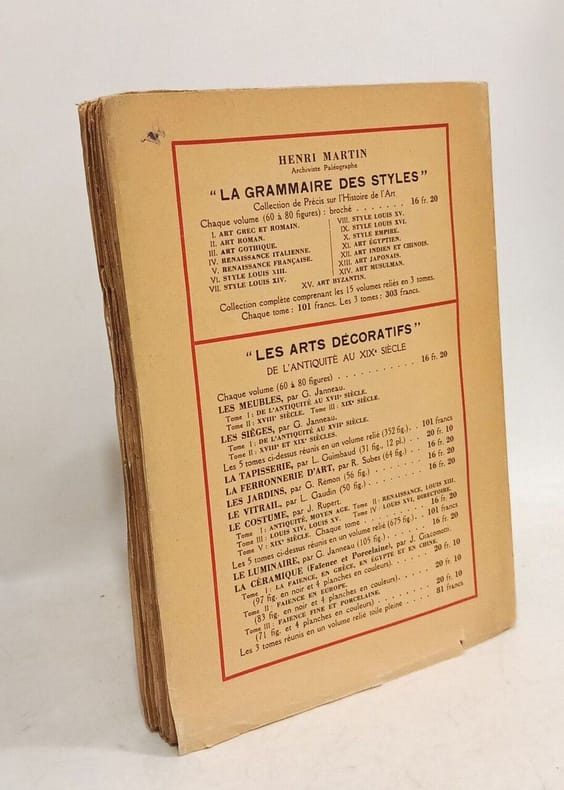 HENRI MARTIN
Archiviste Paléographe
"LA GRAMMAIRE DES STYLES"
Collection de Précis sur l'Histoire de l'Art
Chaque volume (60 à 80 figures) : broché . . . . . . . . 16 fr. 20
I. ART GREC ET ROMAIN.
II. ART ROMAN.
III. ART GOTHIQUE.
IV. RENAISSANCE ITALIENNE.
V. RENAISSANCE FRANÇAISE.
VI. STYLE LOUIS XIII.
VII. STYLE LOUIS XIV.
VIII. STYLE LOUIS XV.
IX. STYLE LOUIS XVI.
X. STYLE EMPIRE.
XI. ART ÉGYPTIEN.
XII. ART INDIEN ET CHINOIS.
XIII. ART JAPONAIS.
XIV. ART MUSULMAN.
XV. ART BYZANTIN.
Collection complète comprenant les 15 volumes reliés en 3 tomes.
Chaque tome : 101 francs. Les 3 tomes : 303 francs.
"LES ARTS DÉCORATIFS"
DE L'ANTIQUITÉ AU XIXe SIÈCLE
Chaque volume (60 à 80 figures) . . . . . . . . . . . 16 fr. 20
LES MEUBLES, par G. Janneau.
Tome I : DE L'ANTIQUITÉ AU XVIIe SIÈCLE.
Tome II : XVIIIe SIÈCLE. Tome III : XIXe SIÈCLE.
LES SIÈGES, par G. Janneau.
Tome I : DE L'ANTIQUITÉ AU XVIIe SIÈCLE.
Tome II : XVIIIe ET XIXe SIÈCLES.
Les 5 tomes ci-dessus réunis en un volume relié (352 fig.). 101 francs
LA TAPISSERIE, par L. Guimbaud (31 fig., 12 pl.) . . 20 fr. 10
LA FERRONNERIE D'ART, par R. Subes (64 fig.) . . . 16 fr. 20
LES JARDINS, par G. Rémon (56 fig.) . . . . . . 16 fr. 20
LE VITRAIL, par L. Gaudin (50 fig.) . . . . . . 16 fr. 20
LE COSTUME, par J. Rupert.
Tome I : ANTIQUITÉ, MOYEN AGE. Tome II : RENAISSANCE, LOUIS XIII.
Tome III : LOUIS XIV, LOUIS XV. Tome IV : LOUIS XVI, DIRECTOIRE.
Tome V : XIXe SIÈCLE. Chaque tome . . . . . . . 16 fr. 20
Les 5 tomes ci-dessus réunis en un volume relié (675 fig.). . 101 francs
LE LUMINAIRE, par G. Janneau (105 fig.) . . . . . . 16 fr. 20
LA CÉRAMIQUE (Faïence et Porcelaine), par J. Giacomotti.
Tome I : LA FAIENCE, EN GRÈCE, EN ÉGYPTE ET EN CHINE
(97 fig. en noir et 4 planches en couleurs). . . . . . 20 fr. 10
Tome II : FAIENCE EN EUROPE.
(83 fig. en noir et 4 planches en couleurs). . . . . . 20 fr. 10
Tome III : FAIENCE FINE ET PORCELAINE.
(71 fig. et 4 planches en couleurs) . . . . . . . 20 fr. 10
Les 3 tomes réunis en un volume relié toile pleine . . . 81 francs